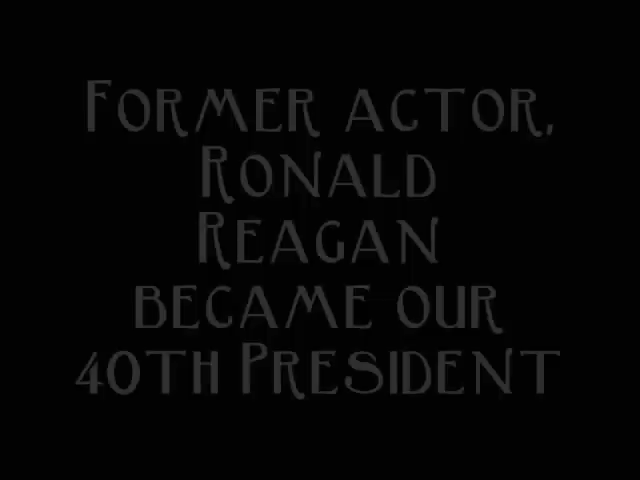 FORMER ACTOR,
RONALD
REAGAN
BECAME OUR
40TH PRESIDENT